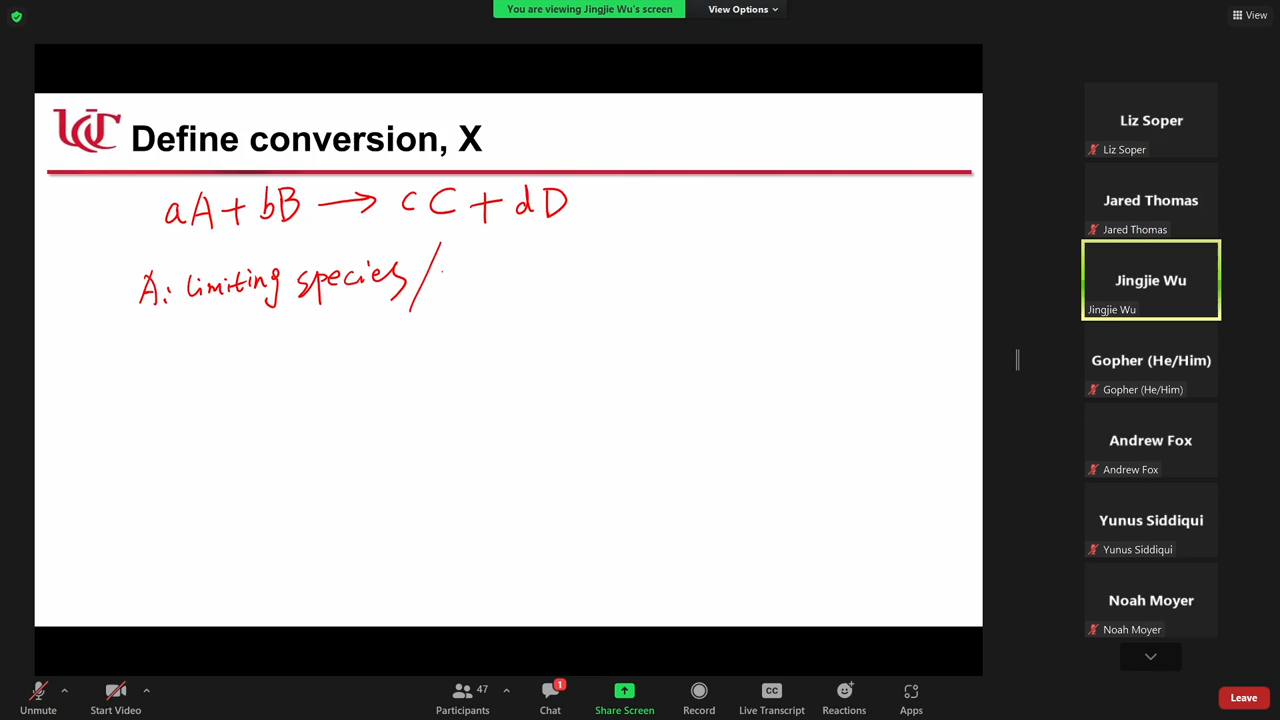 You are viewing Jingjie Wu's screen
View Options
View
UC
Define conversion, X
aA + bB → cC + dD
A: limiting species /
Liz Soper
Liz Soper
Jared Thomas
Jared Thomas
Jingjie Wu
Jingjie Wu
Gopher (He/Him)
Gopher (He/Him)
Andrew Fox
Andrew Fox
Yunus Siddiqui
Yunus Siddiqui
Noah Moyer
Noah Moyer
Unmute
Start Video
47
Participants
1
Chat
Share Screen
Record
CC
Live Transcript
Reactions
Apps
Leave